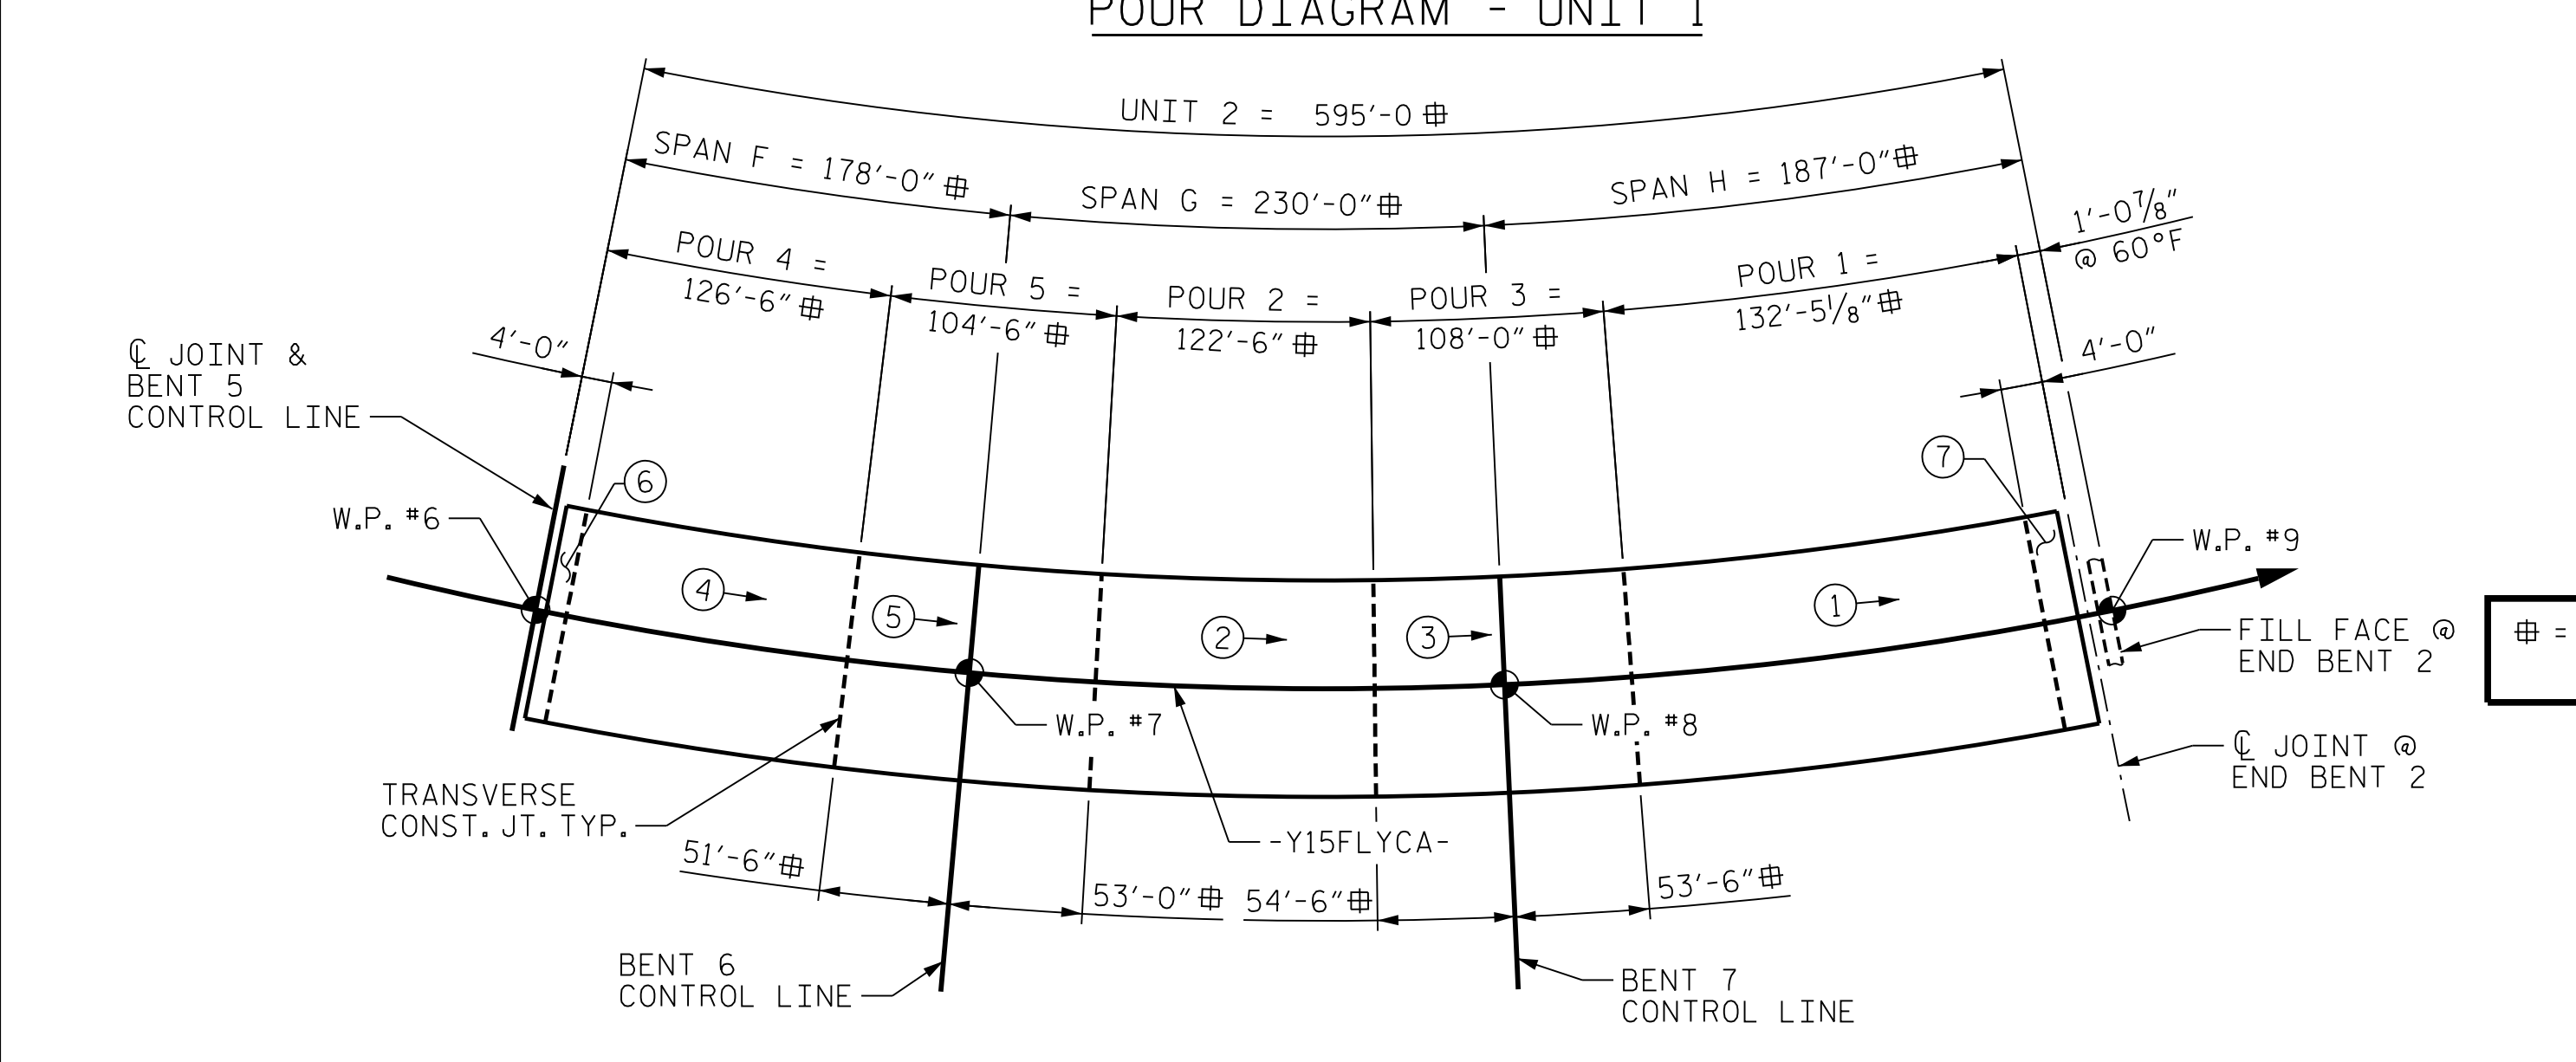 POUR DIAGRAM - UNIT 1
UNIT 2 = 595'-0 ⌗
SPAN F = 178'-0" ⌗
SPAN G = 230'-0" ⌗
SPAN H = 187'-0" ⌗
1'-0⅞"
@ 60°F
POUR 4 =
126'-6" ⌗
POUR 5 =
104'-6" ⌗
POUR 2 =
122'-6" ⌗
POUR 3 =
108'-0" ⌗
POUR 1 =
132'-5⅛" ⌗
4'-0"
4'-0"
℄ JOINT &
BENT 5
CONTROL LINE
6
7
W.P. #6
W.P. #9
4
5
2
3
1
FILL FACE @
END BENT 2
⌗ =
W.P. #7
W.P. #8
℄ JOINT @
END BENT 2
TRANSVERSE
CONST. JT. TYP.
-Y15FLYCA-
51'-6" ⌗
53'-0" ⌗
54'-6" ⌗
53'-6" ⌗
BENT 6
CONTROL LINE
BENT 7
CONTROL LINE